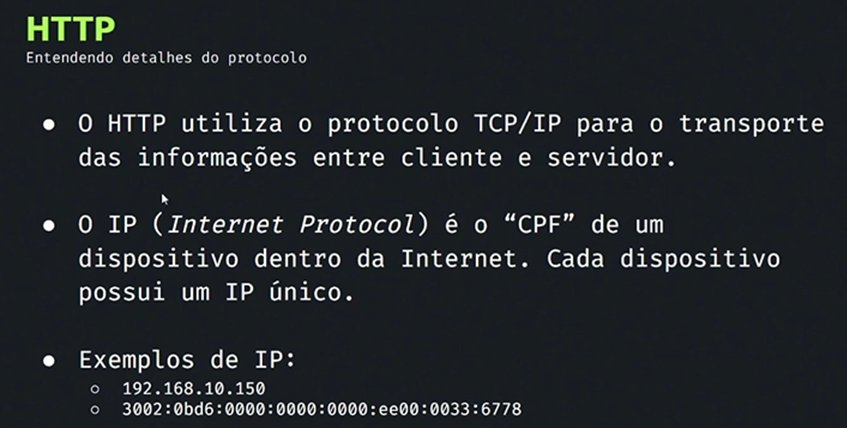 HTTP
Entendendo detalhes do protocolo
● O HTTP utiliza o protocolo TCP/IP para o transporte
das informações entre cliente e servidor.
● O IP (Internet Protocol) é o “CPF” de um
dispositivo dentro da Internet. Cada dispositivo
possui um IP único.
● Exemplos de IP:
○ 192.168.10.150
○ 3002:0bd6:0000:0000:0000:ee00:0033:6778